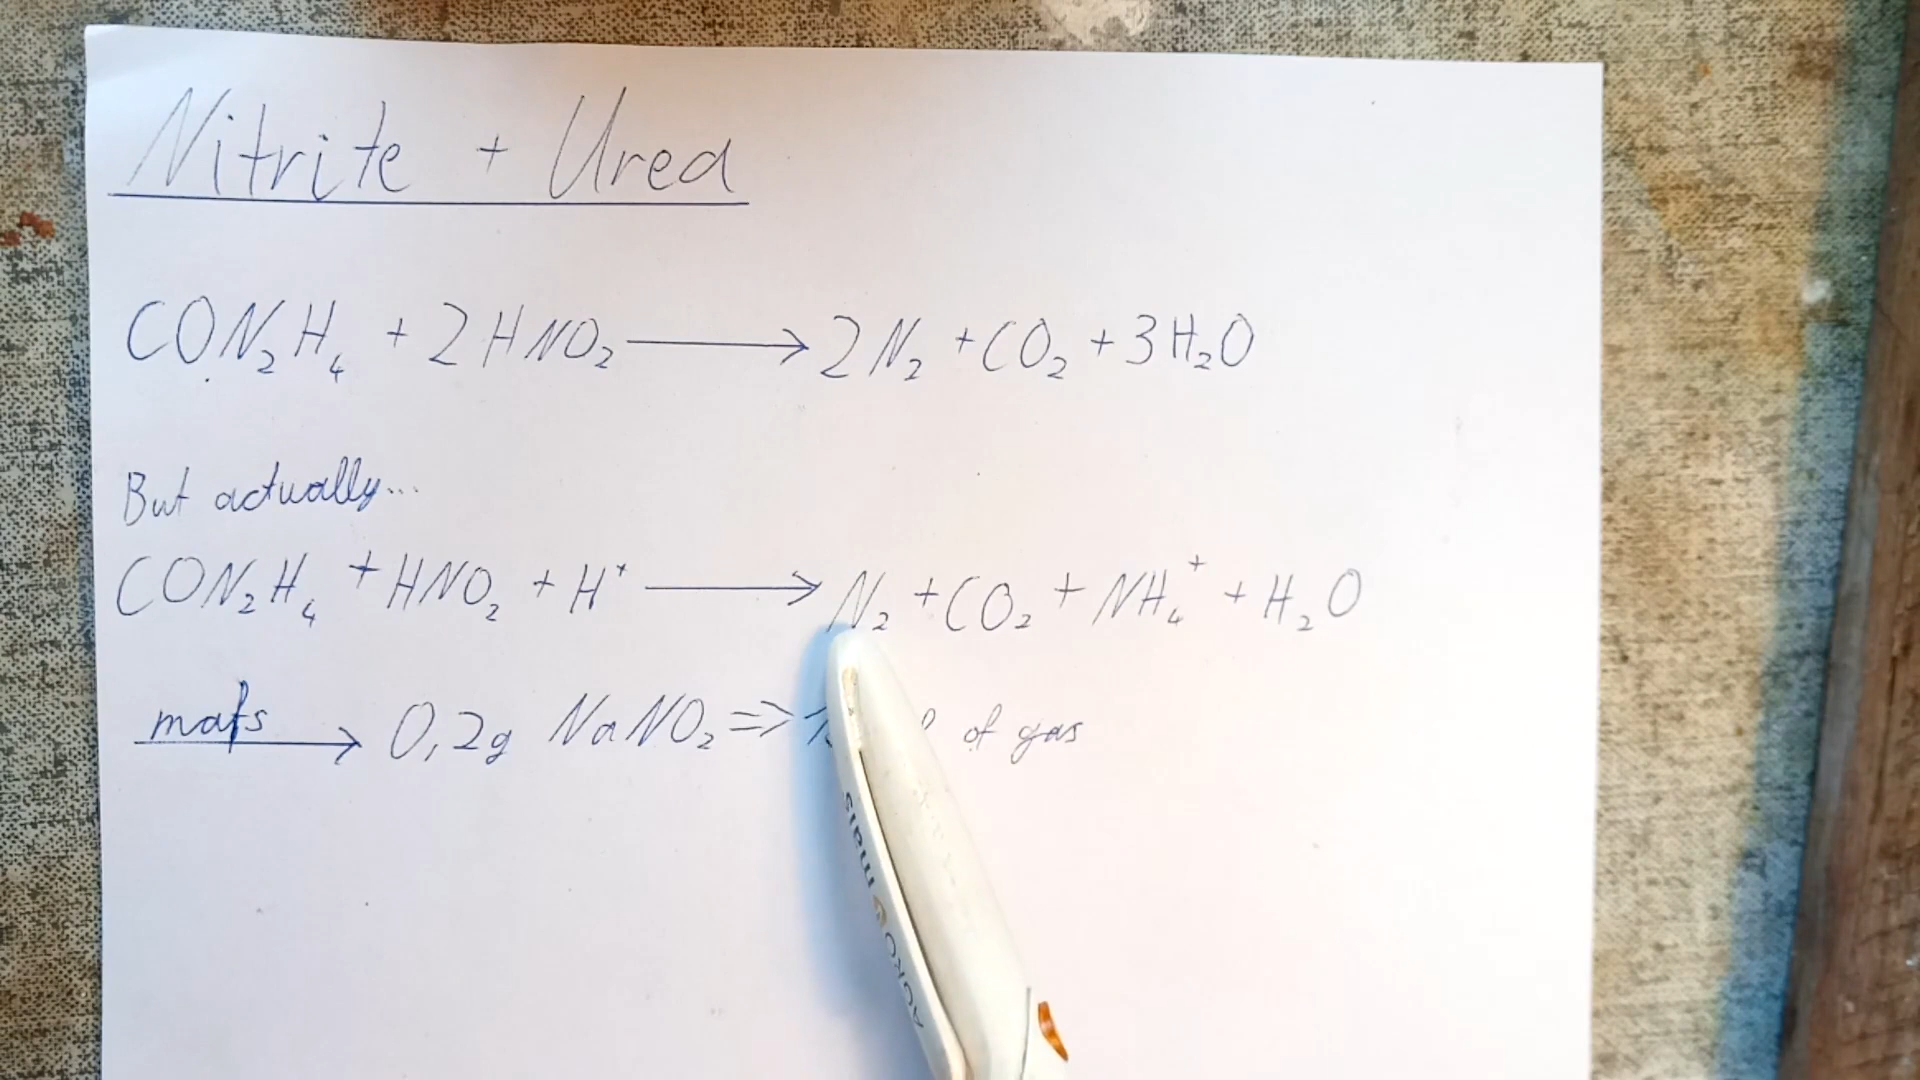 Nitrite + Urea
CON₂H₄ + 2HNO₂ ⟶ 2N₂ + CO₂ + 3H₂O
But actually...
CON₂H₄ + HNO₂ + H⁺ ⟶ N₂ + CO₂ + NH₄⁺ + H₂O
mafs ⟶ 0,2g NaNO₂ ⇒ of gas